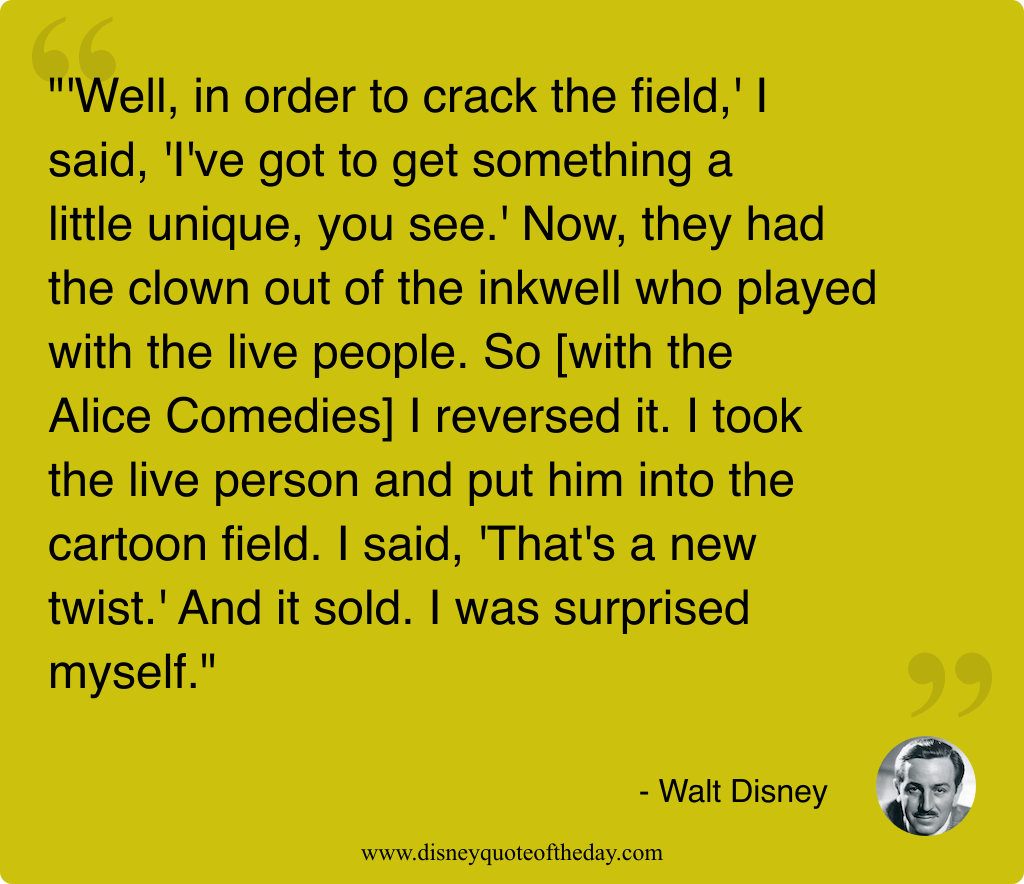 "'Well, in order to crack the field,' I
said, 'I've got to get something a
little unique, you see.' Now, they had
the clown out of the inkwell who played
with the live people. So [with the
Alice Comedies] I reversed it. I took
the live person and put him into the
cartoon field. I said, 'That's a new
twist.' And it sold. I was surprised
myself."
- Walt Disney
www.disneyquoteoftheday.com